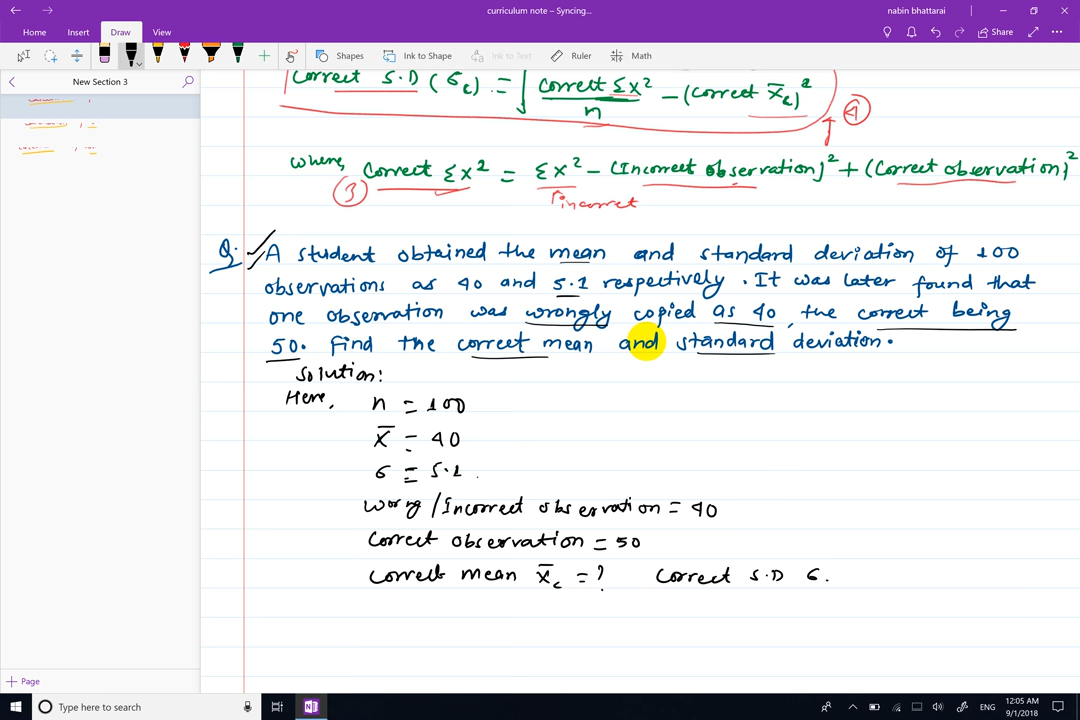 curriculum note – Syncing...
nabin bhattarai
Home Insert Draw View
Share
Shapes Ink to Shape Ink to Text Ruler Math
New Section 3
Correct S.D (σc) = √ correct Σx² / n − (correct x̄c)² ④
where, Correct Σx² = Σx² − (Incorrect observation)² + (Correct observation)²
③ incorret
Q: A student obtained the mean and standard deviation of 100
observations as 40 and 5.1 respectively. It was later found that
one observation was wrongly copied as 40, the correct being
50. Find the correct mean and standard deviation.
Solution:
Here, n = 100
x̄ = 40
σ = 5.1
worng / Incorrect observation = 40
correct observation = 50
correct mean x̄c = ? correct S.D σ.
+ Page
Type here to search
ENG
12:05 AM
9/1/2018